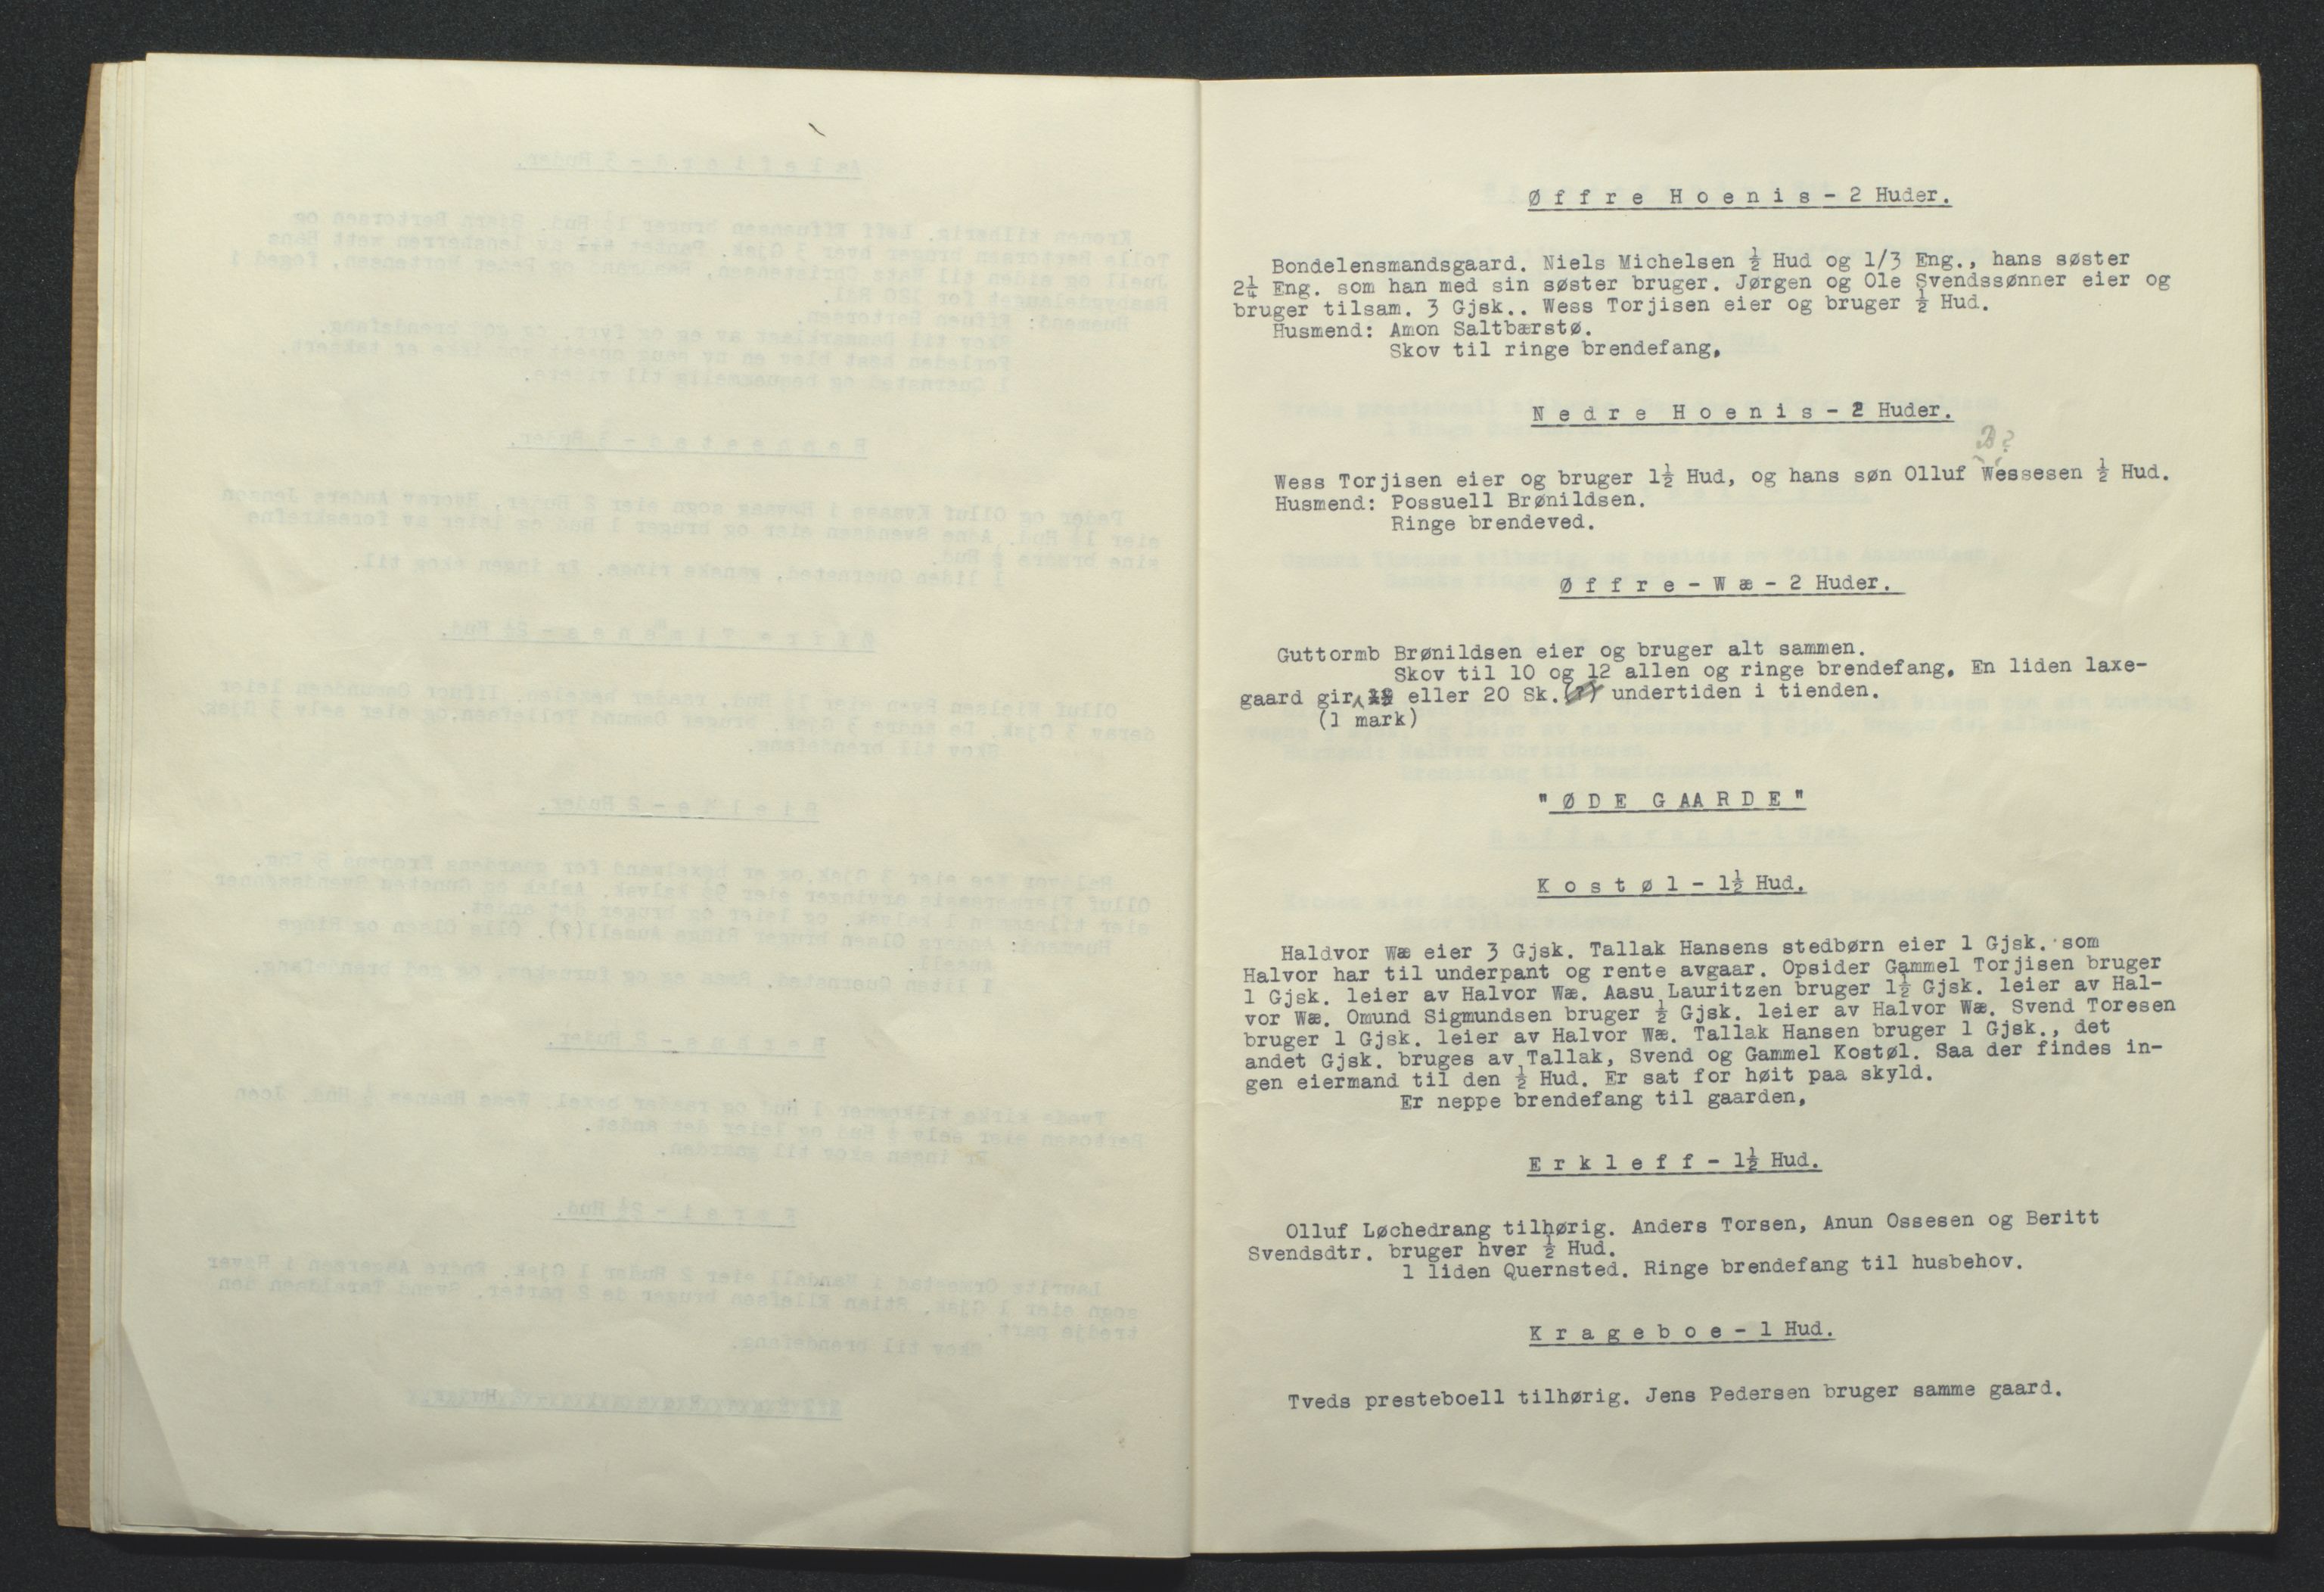 Øffre Hoenis - 2 Huder.
Bondelensmandsgaard. Niels Michelsen ½ Hud og 1/3 Eng., hans søster
2¼ Eng. som han med sin søster bruger. Jørgen og Ole Svendssønner eier og
bruger tilsam. 3 Gjsk.. Wess Torjisen eier og bruger ½ Hud.
Husmend: Amon Saltbærstø.
Skov til ringe brendefang.
Nedre Hoenis - 2 Huder.
B?
Wess Torjisen eier og bruger 1½ Hud, og hans søn Olluf Wessesen ½ Hud.
Husmend: Possuell Brønildsen.
Ringe brendeved.
Øffre - Wæ - 2 Huder.
Guttormb Brønildsen eier og bruger alt sammen.
Skov til 10 og 12 allen og ringe brendefang. En liden laxe-
gaard gir eller 20 Sk.(?) undertiden i tienden.
(1 mark)
"ØDE GAARDE"
Kostøl - 1½ Hud.
Haldvor Wæ eier 3 Gjsk. Tallak Hansens stedbørn eier 1 Gjsk. som
Halvor har til underpant og rente avgaar. Opsider Gammel Torjisen bruger
1 Gjsk. leier av Halvor Wæ. Aasu Lauritzen bruger 1½ Gjsk. leier av Hal-
vor Wæ. Omund Sigmundsen bruger ½ Gjsk. leier av Halvor Wæ. Svend Toresen
bruger 1 Gjsk. leier av Halvor Wæ. Tallak Hansen bruger 1 Gjsk., det
andet Gjsk. bruges av Tallak, Svend og Gammel Kostøl. Saa der findes in-
gen eiermand til den ½ Hud. Er sat for høit paa skyld.
Er neppe brendefang til gaarden.
Erkleff - 1½ Hud.
Olluf Løchedrang tilhørig. Anders Torsen, Anun Ossesen og Beritt
Svendsdtr. bruger hver ½ Hud.
1 liden Quernsted. Ringe brendefang til husbehov.
Krageboe - 1 Hud.
Tveds presteboell tilhørig. Jens Pedersen bruger samme gaard.